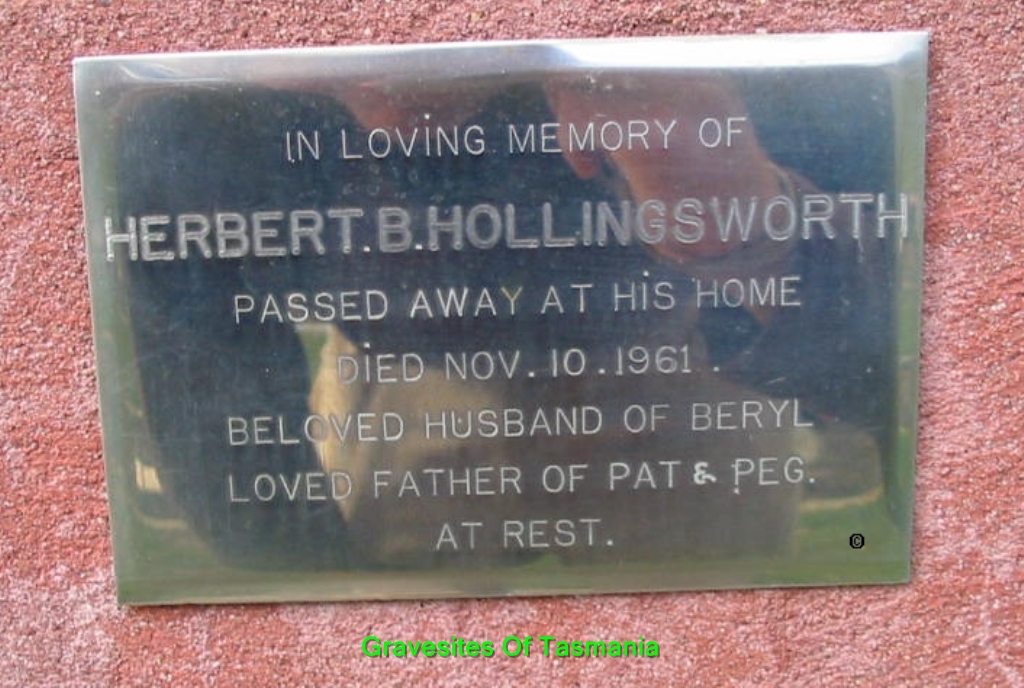 IN LOVING MEMORY OF
HERBERT.B.HOLLINGSWORTH
PASSED AWAY AT HIS HOME
DIED NOV. 10.1961.
BELOVED HUSBAND OF BERYL
LOVED FATHER OF PAT & PEG.
AT REST.
©
Gravesites Of Tasmania